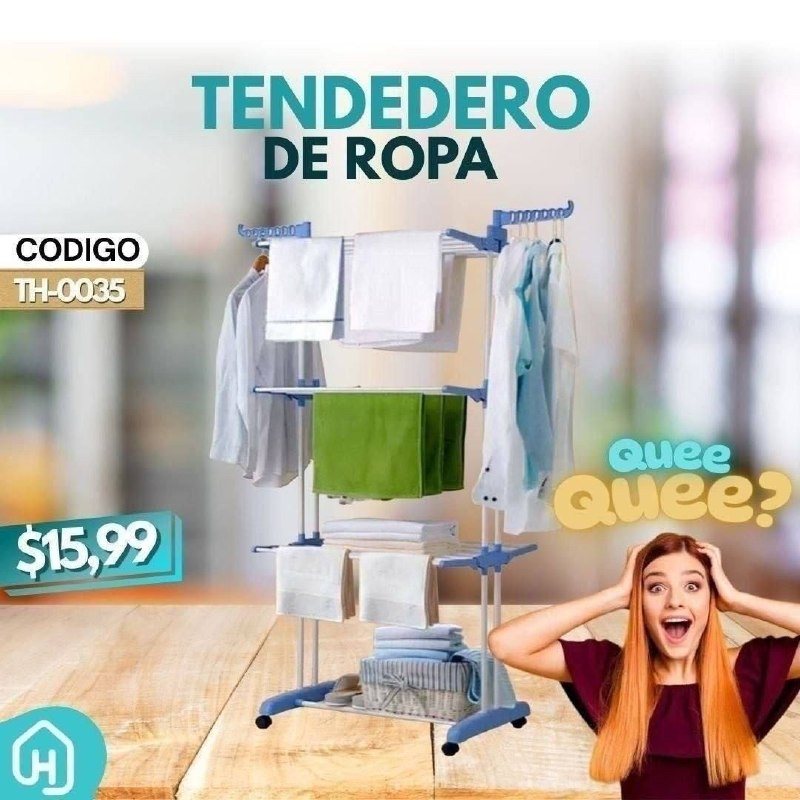 TENDEDERO
DE ROPA
CODIGO
TH-0035
$15,99
Quee
Quee?
H